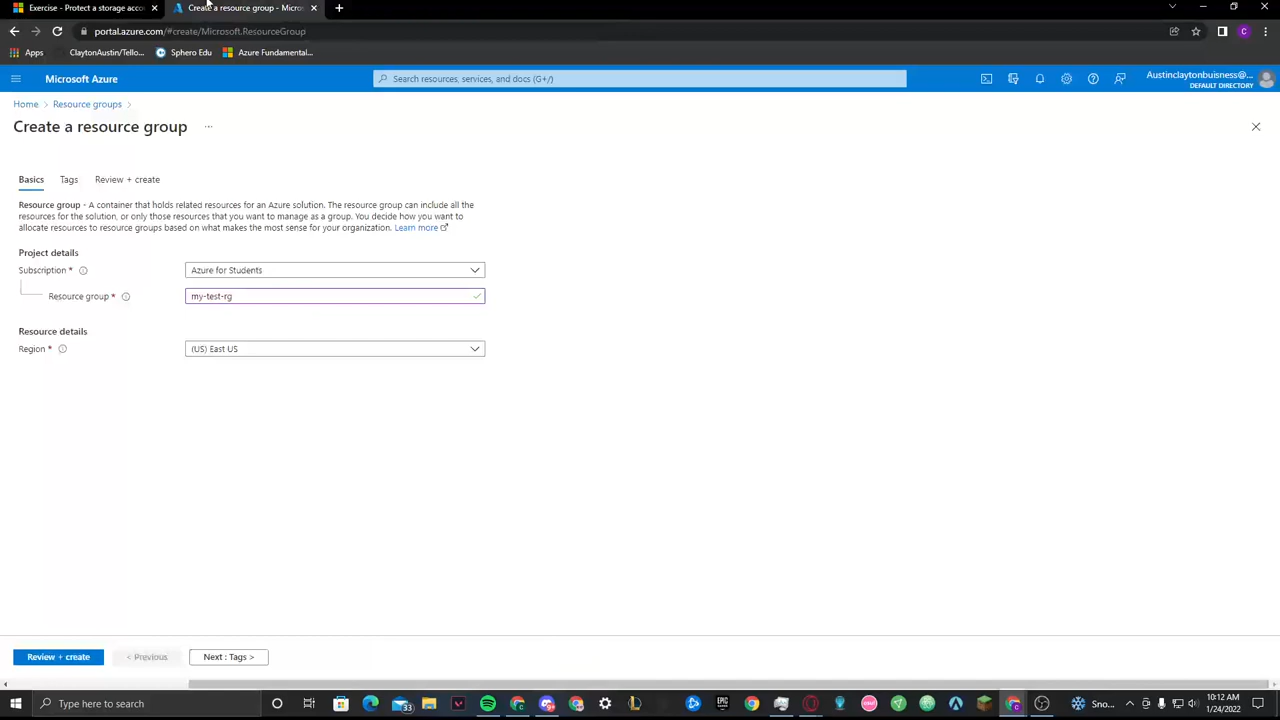 Exercise - Protect a storage acco
Create a resource group - Micros
portal.azure.com/#create/Microsoft.ResourceGroup
Apps
ClaytonAustin/Tello...
Sphero Edu
Azure Fundamental...
Microsoft Azure
Search resources, services, and docs (G+/)
Austinclaytonbuisness@...
DEFAULT DIRECTORY
Home > Resource groups >
Create a resource group ...
Basics Tags Review + create
Resource group - A container that holds related resources for an Azure solution. The resource group can include all the
resources for the solution, or only those resources that you want to manage as a group. You decide how you want to
allocate resources to resource groups based on what makes the most sense for your organization. Learn more
Project details
Subscription * Azure for Students
Resource group * my-test-rg
Resource details
Region * (US) East US
Review + create < Previous Next : Tags >
Type here to search
33
EPIC
Sno...
10:12 AM
1/24/2022